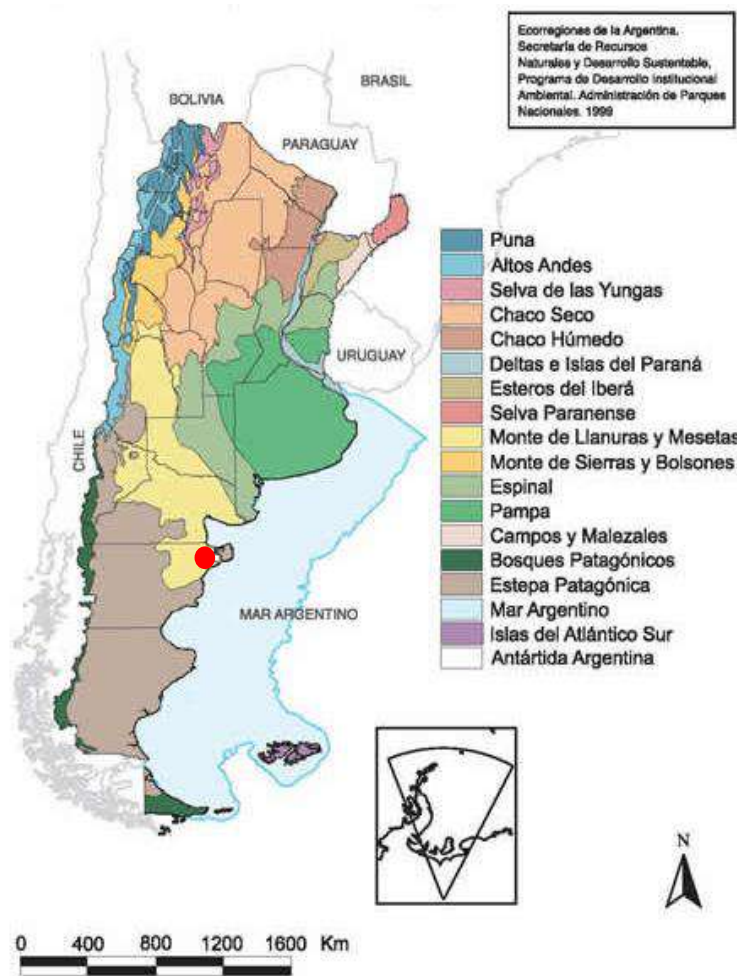 Ecorregiones de la Argentina.
Secretaría de Recursos
Naturales y Desarrollo Sustentable,
Programa de Desarrollo Institucional
Ambiental. Administración de Parques
Nacionales. 1999
BRASIL
BOLIVIA
PARAGUAY
URUGUAY
CHILE
MAR ARGENTINO
Puna
Altos Andes
Selva de las Yungas
Chaco Seco
Chaco Húmedo
Deltas e Islas del Paraná
Esteros del Iberá
Selva Paranense
Monte de Llanuras y Mesetas
Monte de Sierras y Bolsones
Espinal
Pampa
Campos y Malezales
Bosques Patagónicos
Estepa Patagónica
Mar Argentino
Islas del Atlántico Sur
Antártida Argentina
N
0 400 800 1200 1600 Km